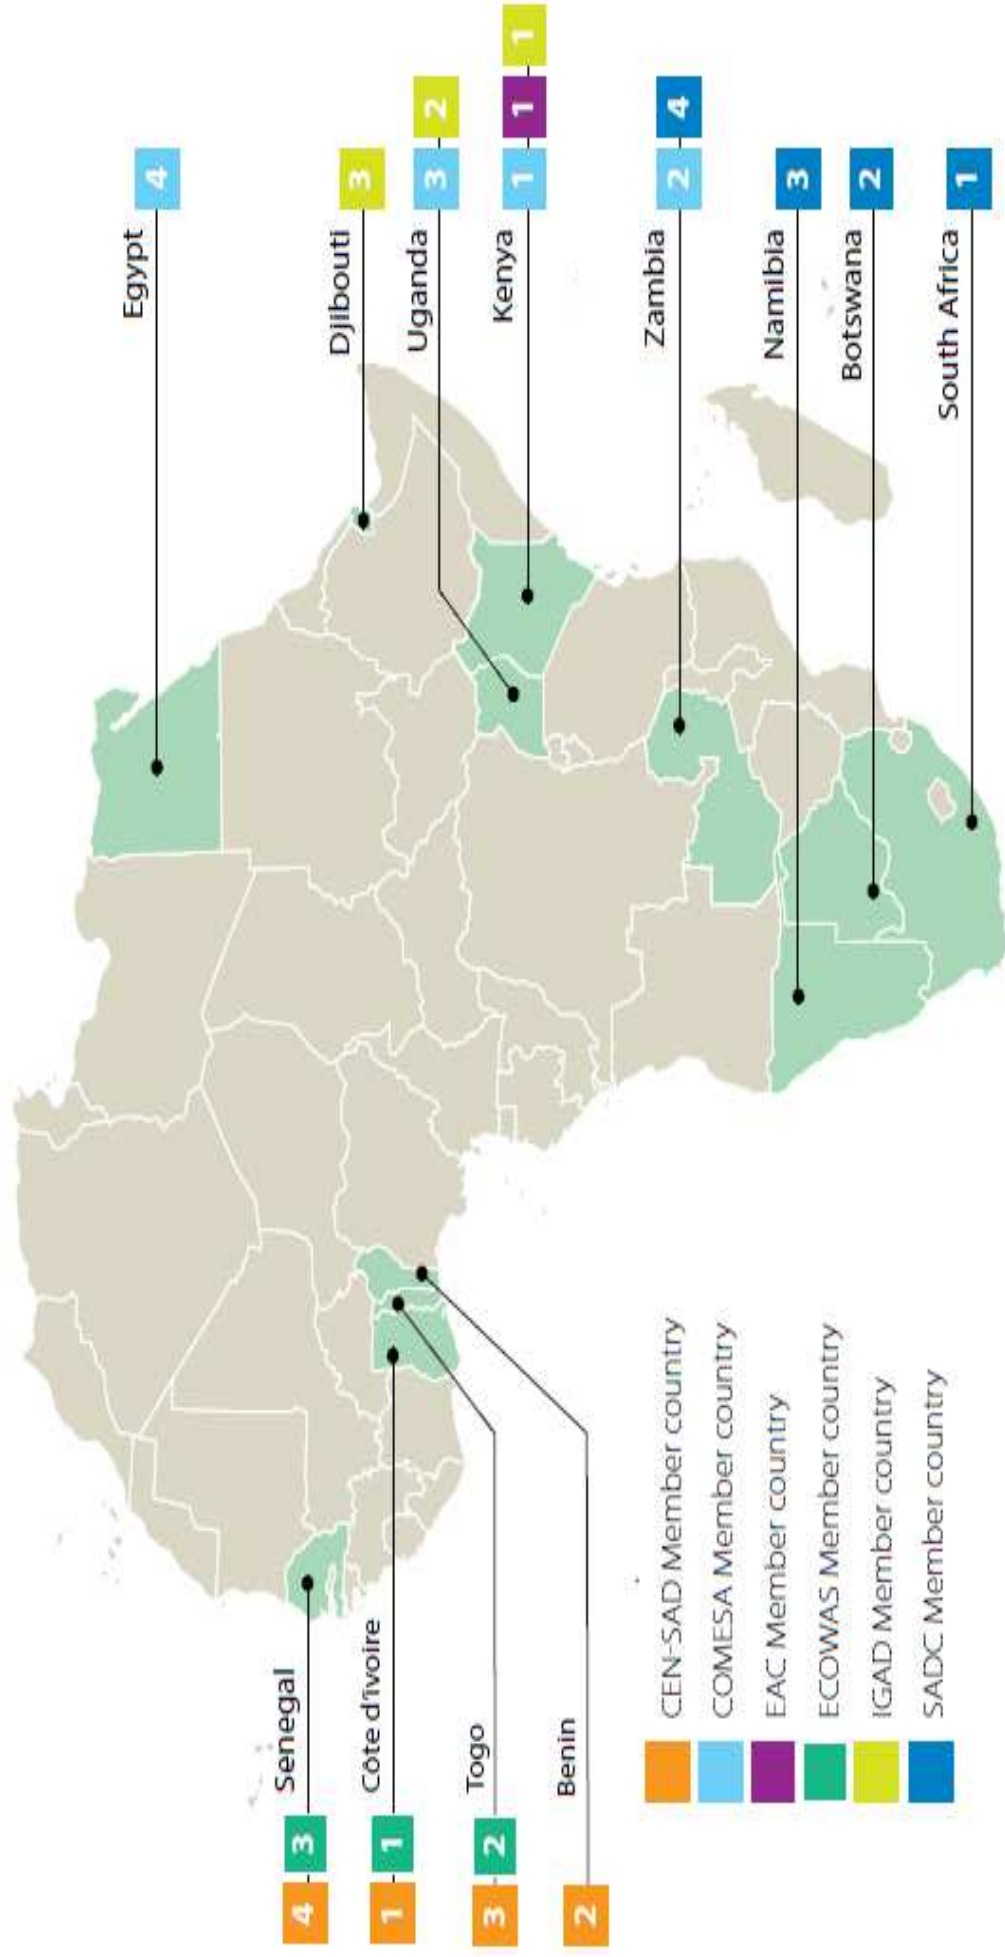 Egypt
4
Djibouti
3
Uganda
3 2
Kenya
1 1 1
Zambia
2 4
Namibia
3
Botswana
2
South Africa
1
4 3
Senegal
1 1
Côte d'Ivoire
3 2
Togo
2
Benin
CEN-SAD Member country
COMESA Member country
EAC Member country
ECOWAS Member country
IGAD Member country
SADC Member country